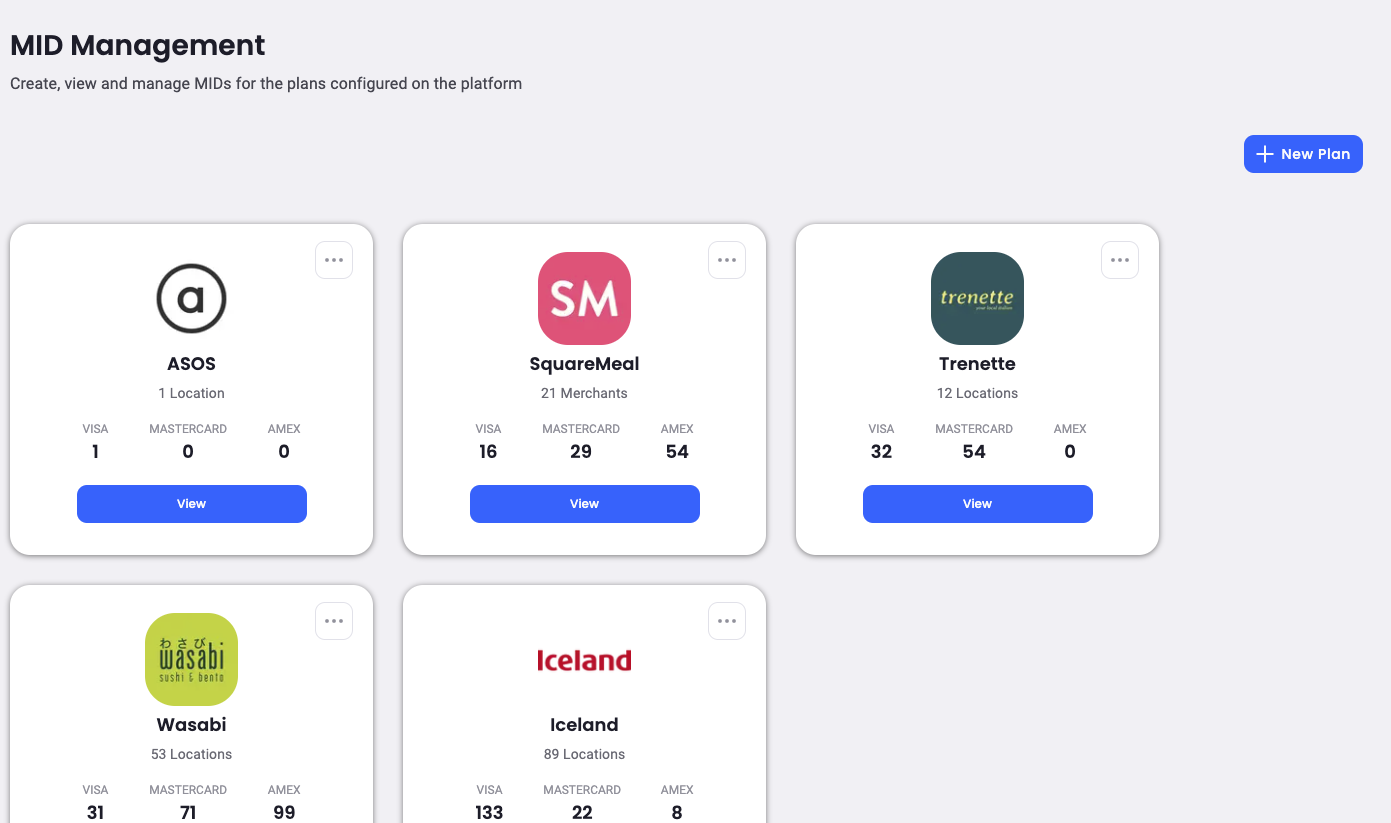 MID Management
Create, view and manage MIDs for the plans configured on the platform
New Plan
a
ASOS
1 Location
VISA MASTERCARD AMEX
1 0 0
View
SM
SquareMeal
21 Merchants
VISA MASTERCARD AMEX
16 29 54
View
trenette
your local italian
Trenette
12 Locations
VISA MASTERCARD AMEX
32 54 0
View
わさび
wasabi
sushi & bento
Wasabi
53 Locations
VISA MASTERCARD AMEX
31 71 99
Iceland
Iceland
89 Locations
VISA MASTERCARD AMEX
133 22 8